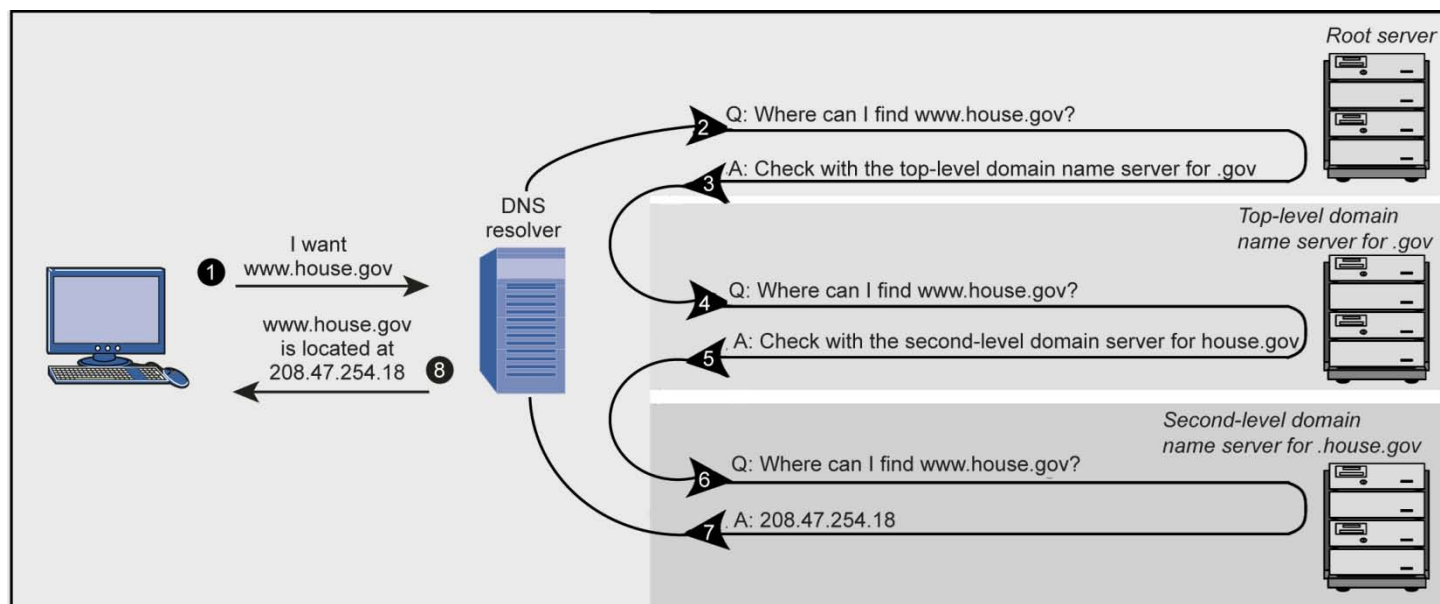 Root server
2
Q: Where can I find www.house.gov?
3
A: Check with the top-level domain name server for .gov
DNS
resolver
Top-level domain
name server for .gov
1
I want
www.house.gov
4
Q: Where can I find www.house.gov?
www.house.gov
is located at
208.47.254.18
8
5
A: Check with the second-level domain server for house.gov
Second-level domain
name server for .house.gov
6
Q: Where can I find www.house.gov?
7
A: 208.47.254.18